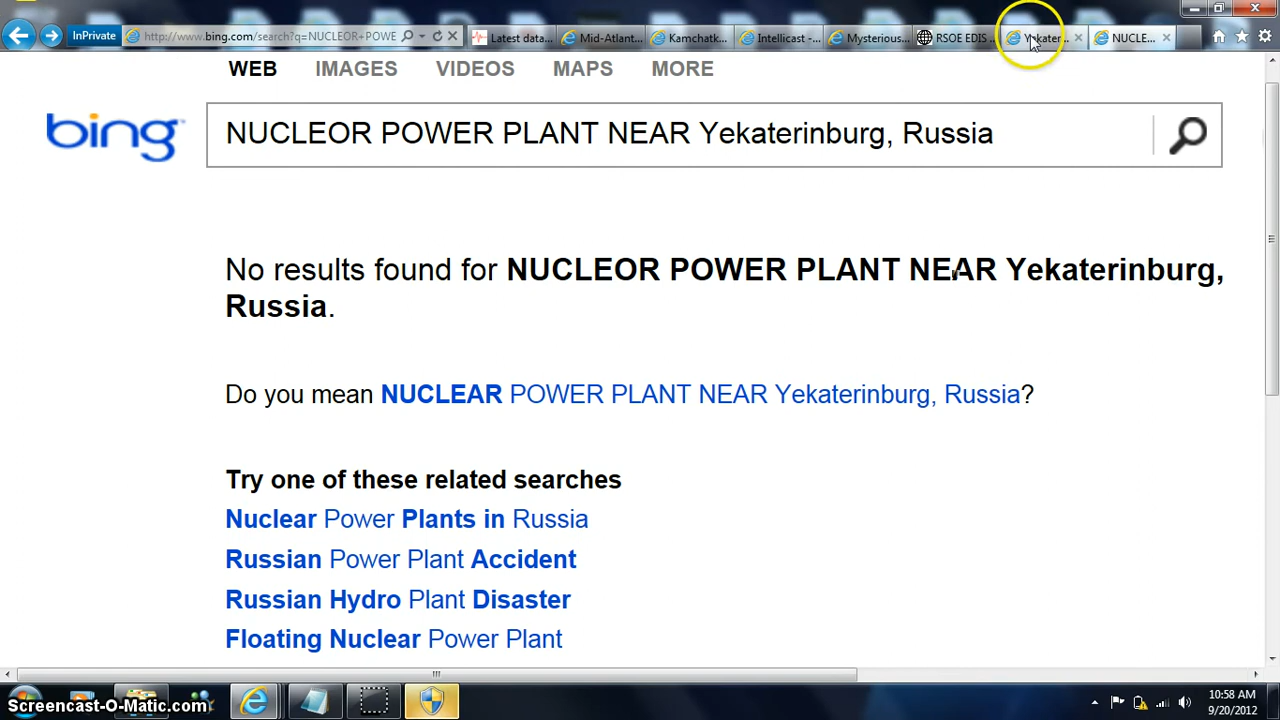 InPrivate
http://www.bing.com/search?q=NUCLEOR+POWE
Latest data...
Mid-Atlant...
Kamchatk...
Intellicast -...
Mysterious...
RSOE EDIS ...
Yekater...
NUCLE...
WEB IMAGES VIDEOS MAPS MORE
bing
NUCLEOR POWER PLANT NEAR Yekaterinburg, Russia
No results found for NUCLEOR POWER PLANT NEAR Yekaterinburg,
Russia.
Do you mean NUCLEAR POWER PLANT NEAR Yekaterinburg, Russia?
Try one of these related searches
Nuclear Power Plants in Russia
Russian Power Plant Accident
Russian Hydro Plant Disaster
Floating Nuclear Power Plant
Screencast-O-Matic.com
10:58 AM
9/20/2012